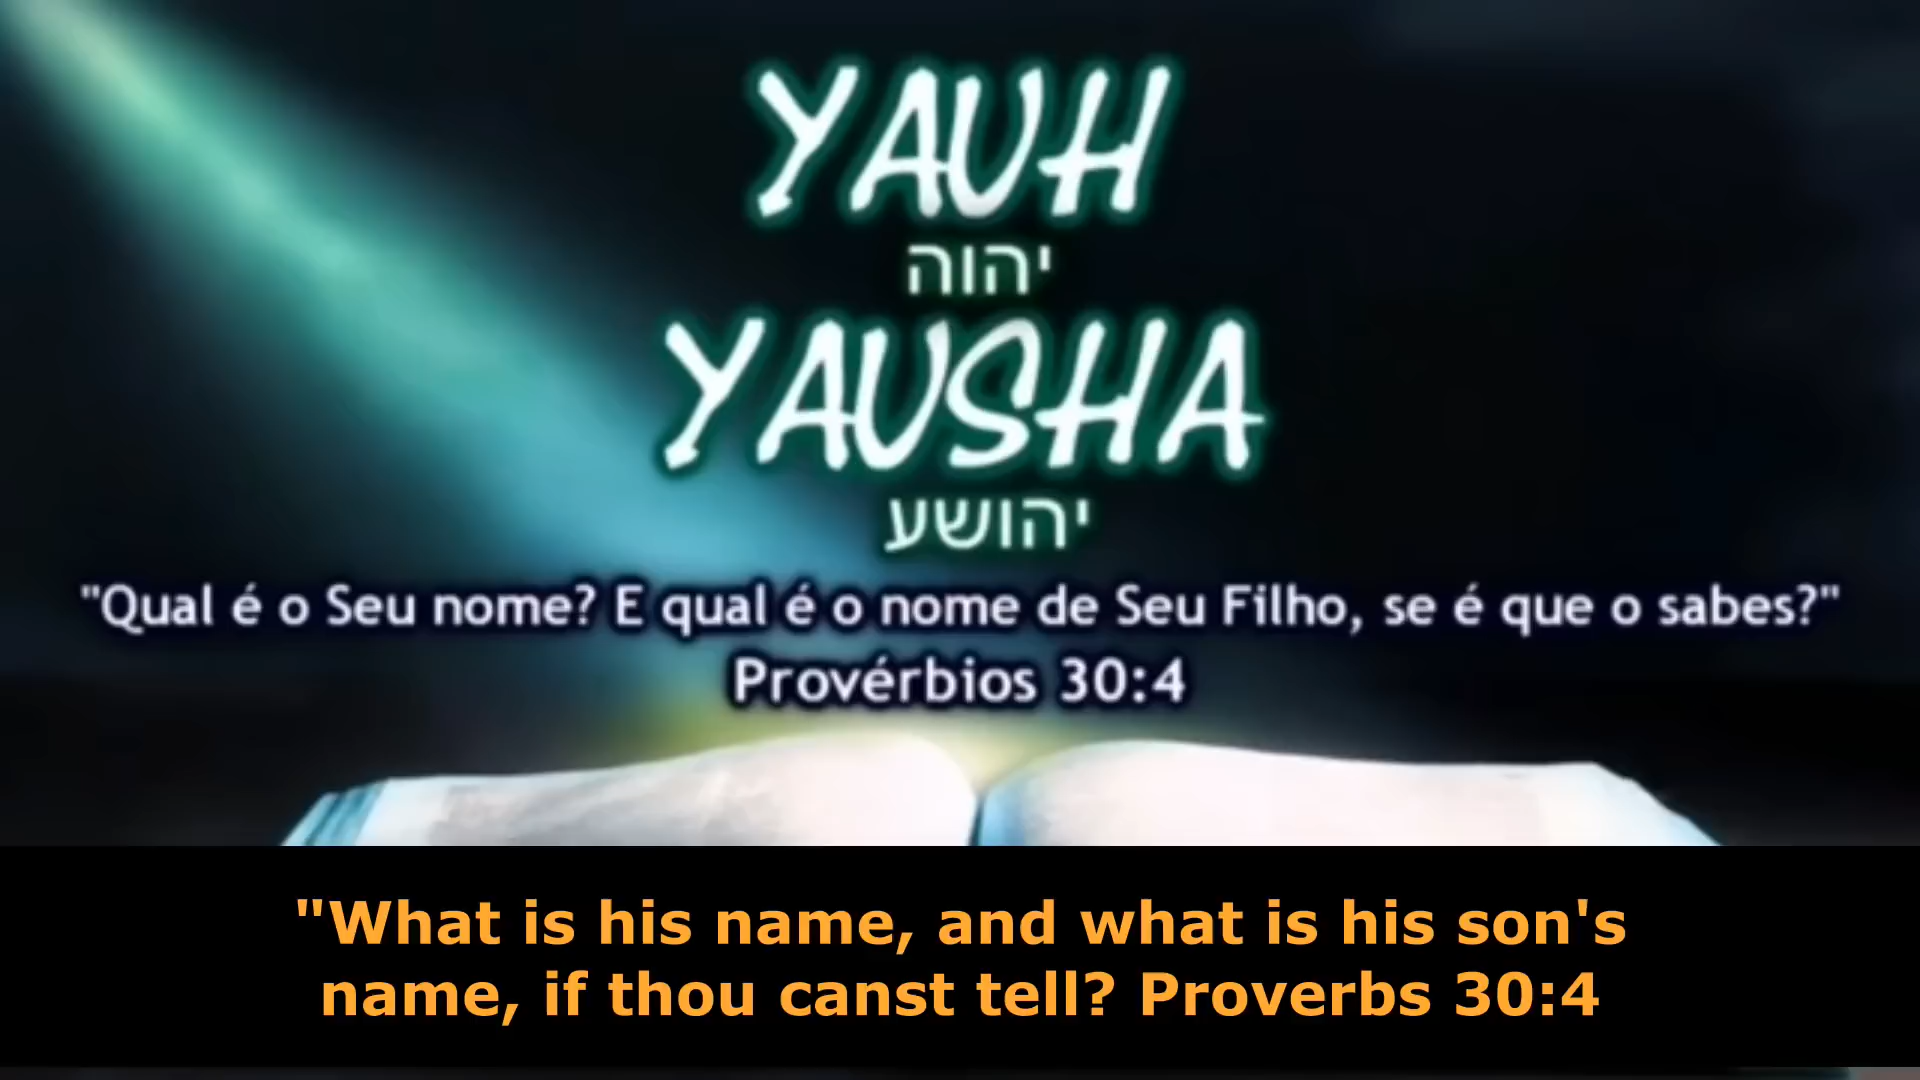 YAUH
יהוה
YAUSHA
יהושע
"Qual é o Seu nome? E qual é o nome de Seu Filho, se é que o sabes?"
Provérbios 30:4
"What is his name, and what is his son's
name, if thou canst tell? Proverbs 30:4